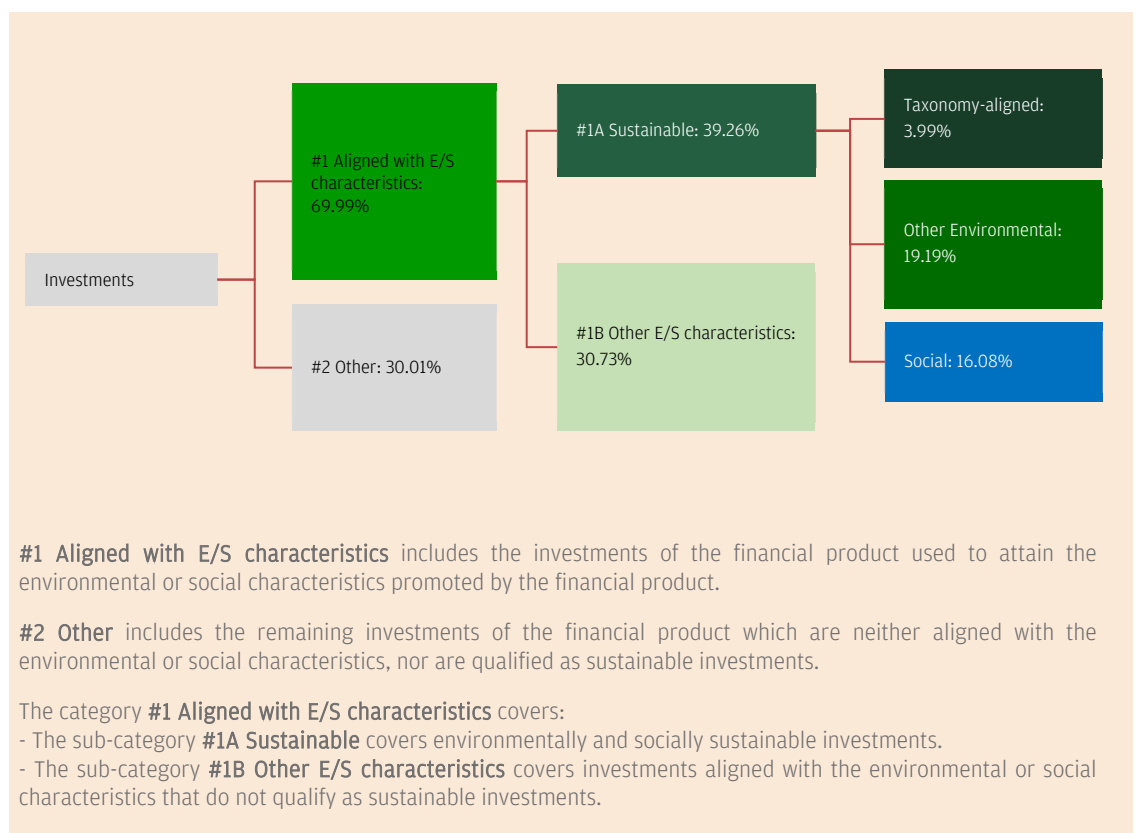 Investments
#1 Aligned with E/S
characteristics:
69.99%
#2 Other: 30.01%
#1A Sustainable: 39.26%
#1B Other E/S characteristics:
30.73%
Taxonomy-aligned:
3.99%
Other Environmental:
19.19%
Social: 16.08%
#1 Aligned with E/S characteristics includes the investments of the financial product used to attain the
environmental or social characteristics promoted by the financial product.
#2 Other includes the remaining investments of the financial product which are neither aligned with the
environmental or social characteristics, nor are qualified as sustainable investments.
The category #1 Aligned with E/S characteristics covers:
- The sub-category #1A Sustainable covers environmentally and socially sustainable investments.
- The sub-category #1B Other E/S characteristics covers investments aligned with the environmental or social
characteristics that do not qualify as sustainable investments.